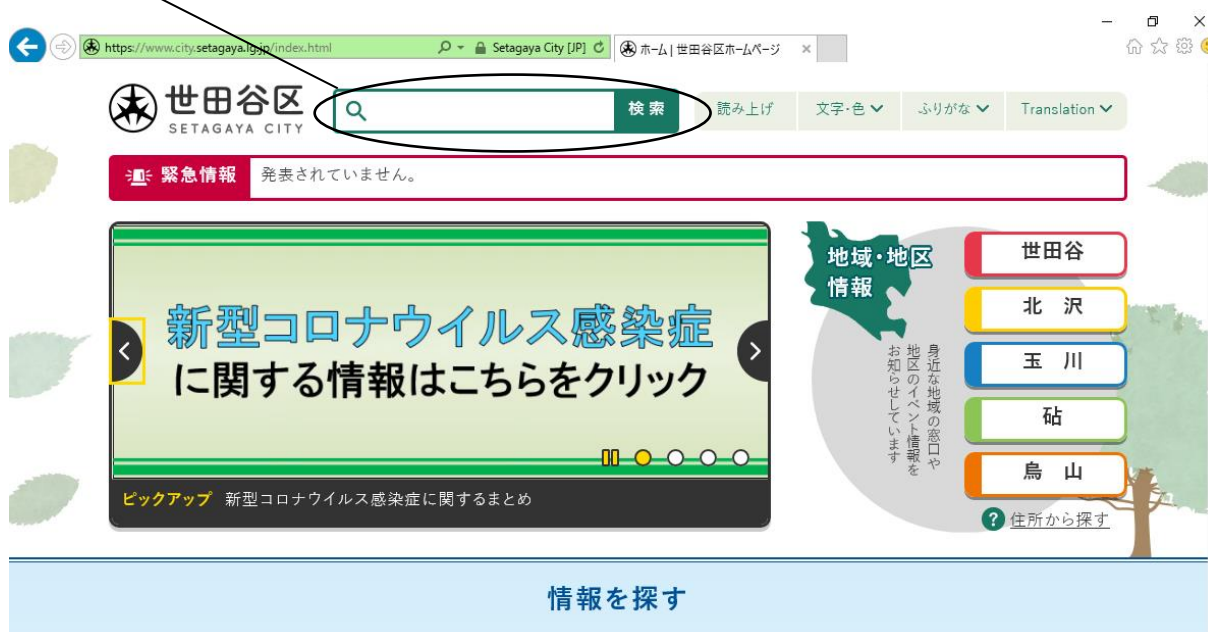 https://www.city.setagaya.lg.jp/index.html
Setagaya City [JP]
ホーム | 世田谷区ホームページ
世田谷区
SETAGAYA CITY
検索
読み上げ
文字・色
ふりがな
Translation
緊急情報
発表されていません。
新型コロナウイルス感染症
に関する情報はこちらをクリック
ピックアップ 新型コロナウイルス感染症に関するまとめ
地域・地区
情報
身近な地域の窓口や
地区のイベント情報を
お知らせしています
世田谷
北 沢
玉 川
砧
烏 山
? 住所から探す
情報を探す